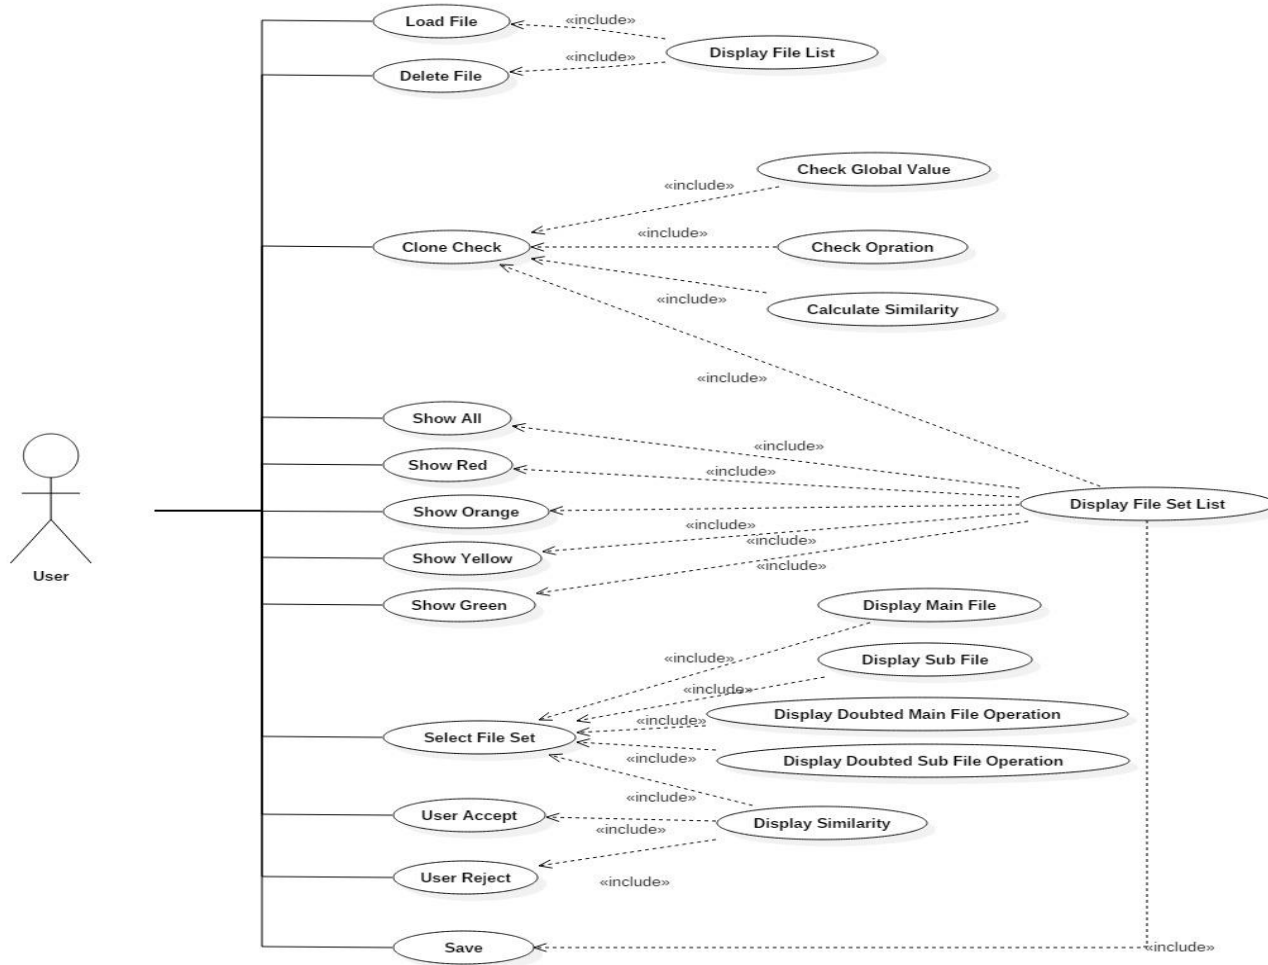 Load File
«include»
Display File List
«include»
Delete File
Check Global Value
«include»
«include»
Clone Check
Check Opration
«include»
Calculate Similarity
«include»
Show All
«include»
Show Red
«include»
Display File Set List
Show Orange
«include»
«include»
Show Yellow
«include»
User
Show Green
Display Main File
«include»
Display Sub File
«include»
Display Doubted Main File Operation
«include»
Select File Set
«include»
Display Doubted Sub File Operation
«include»
User Accept
«include»
Display Similarity
User Reject
«include»
Save
«include»